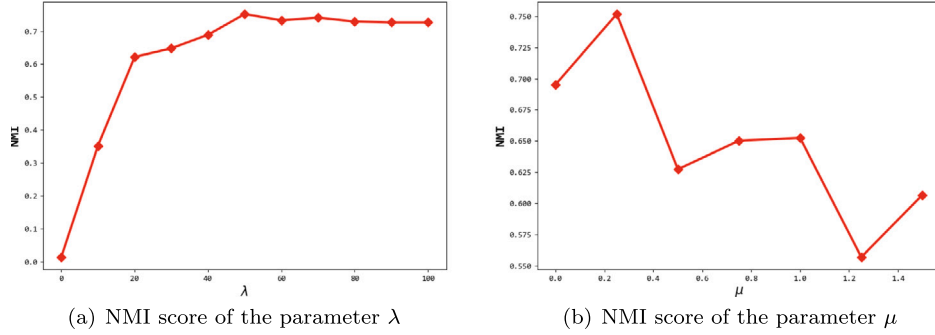 0.7
0.6
0.5
0.4
0.3
0.2
0.1
0.0
NMI
0 20 40 60 80 100
λ
(a) NMI score of the parameter λ
0.750
0.725
0.700
0.675
0.650
0.625
0.600
0.575
0.550
NMI
0.0 0.2 0.4 0.6 0.8 1.0 1.2 1.4
μ
(b) NMI score of the parameter μ